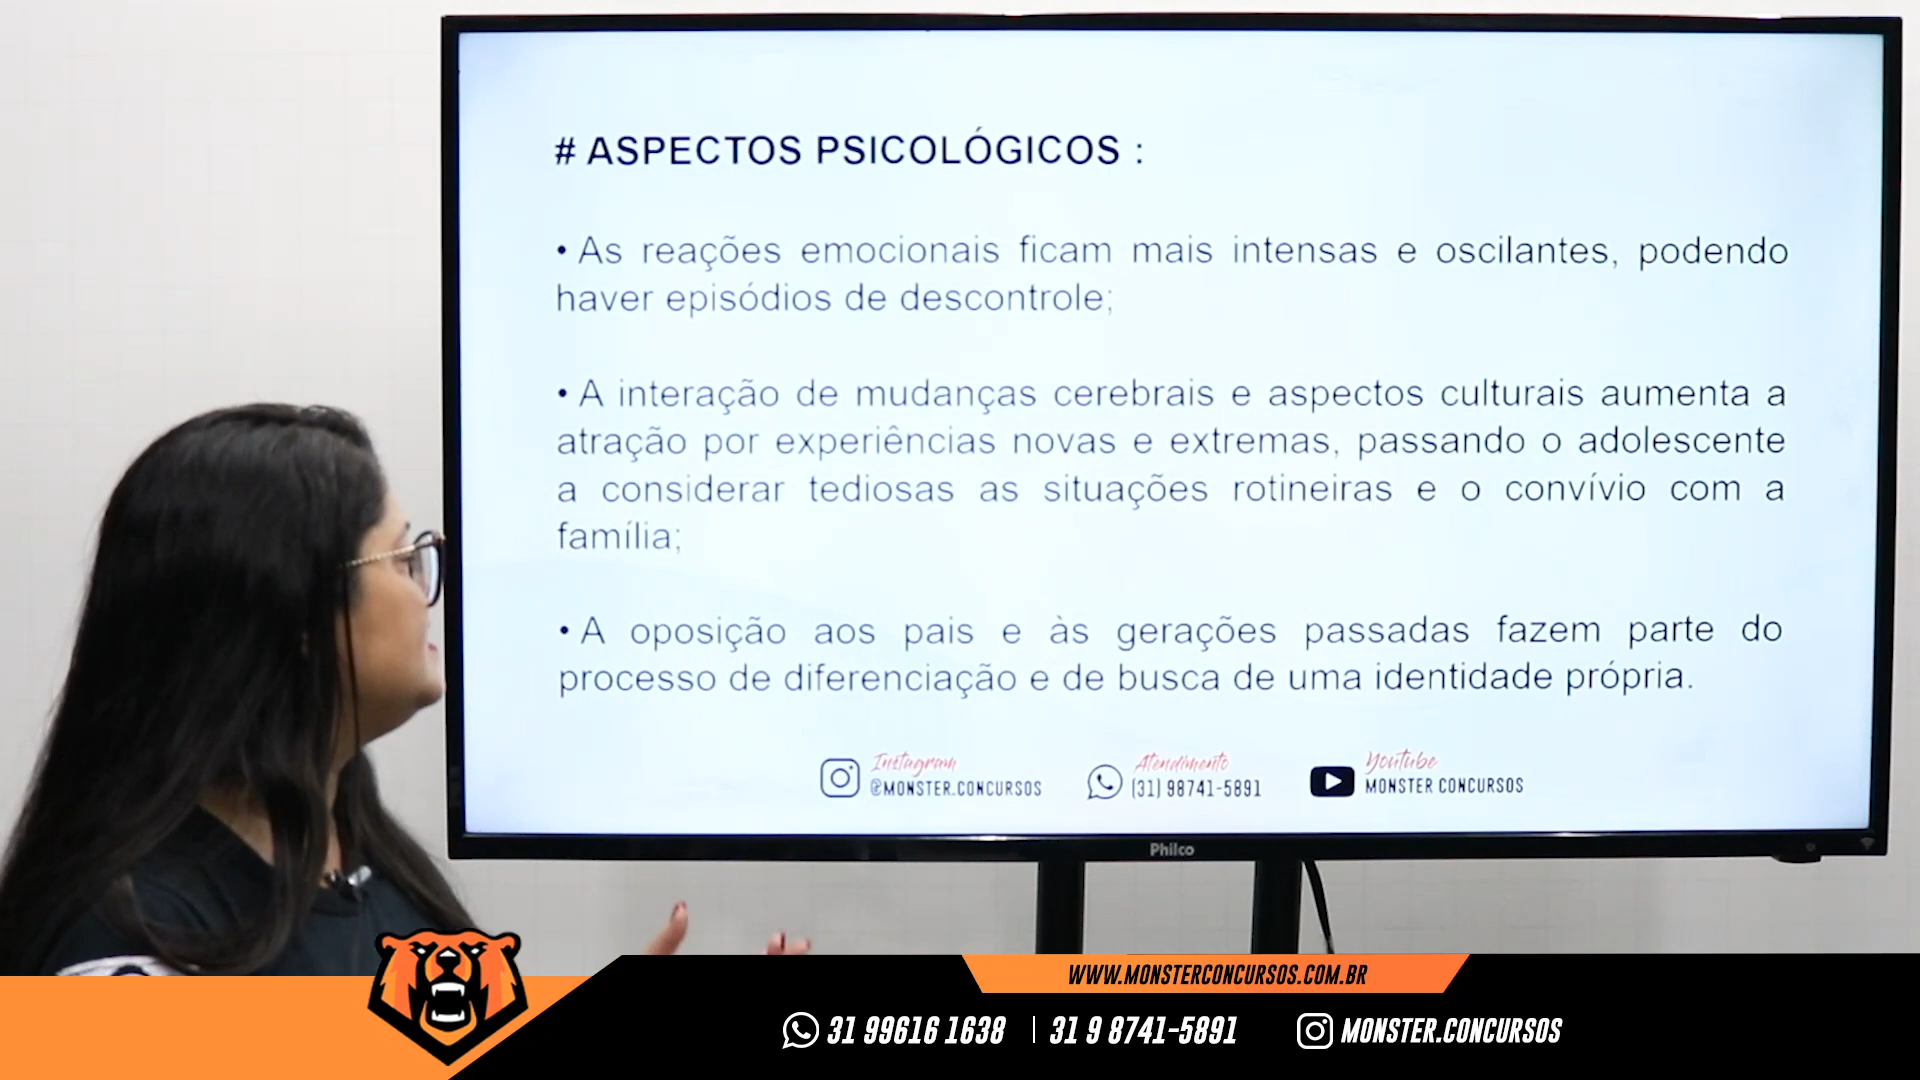 # ASPECTOS PSICOLÓGICOS :
• As reações emocionais ficam mais intensas e oscilantes, podendo
haver episódios de descontrole;
• A interação de mudanças cerebrais e aspectos culturais aumenta a
atração por experiências novas e extremas, passando o adolescente
a considerar tediosas as situações rotineiras e o convívio com a
família;
• A oposição aos pais e às gerações passadas fazem parte do
processo de diferenciação e de busca de uma identidade própria.
Instagram
@MONSTER.CONCURSOS
Atendimento
(31) 98741-5891
Youtube
MONSTER CONCURSOS
Philco
WWW.MONSTERCONCURSOS.COM.BR
31 99616 1638 | 31 9 8741-5891
MONSTER.CONCURSOS